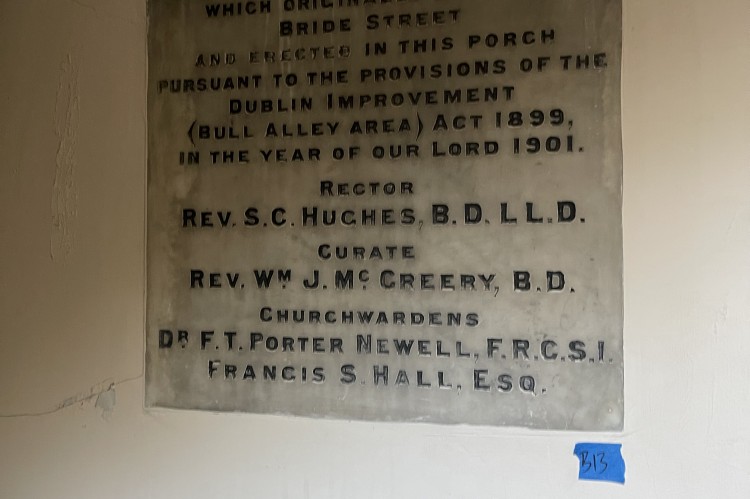 WHICH
BRIDE STREET
AND ERECTED IN THIS PORCH
PURSUANT TO THE PROVISIONS OF THE
DUBLIN IMPROVEMENT
(BULL ALLEY AREA) ACT 1899,
IN THE YEAR OF OUR LORD 1901.
RECTOR
REV. S. C. HUGHES, B.D. LL.D.
CURATE
REV. WM J. MC CREERY, B.D.
CHURCHWARDENS
DR F. T. PORTER NEWELL, F.R.C.S.I.
FRANCIS S. HALL, ESQ.
B13